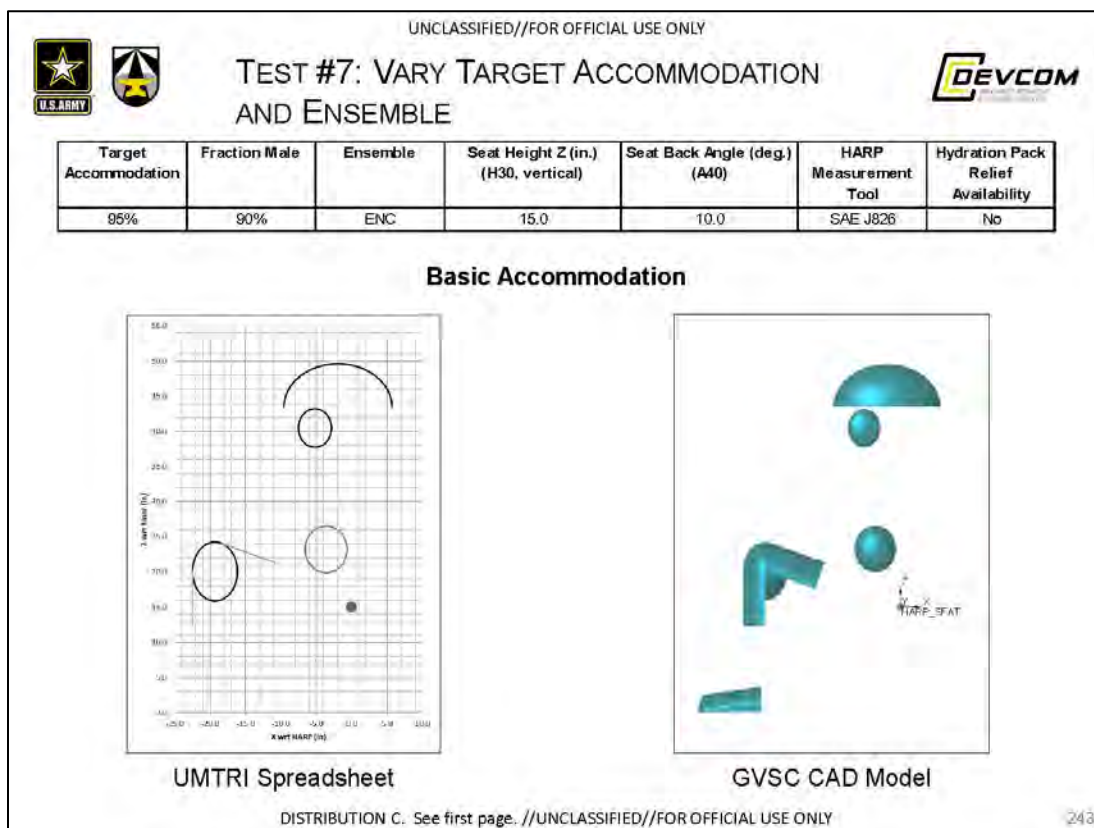 UNCLASSIFIED//FOR OFFICIAL USE ONLY
U.S.ARMY
TEST #7: VARY TARGET ACCOMMODATION
AND ENSEMBLE
DEVCOM
Target Accommodation
Fraction Male
Ensemble
Seat Height Z (in.) (H30, vertical)
Seat Back Angle (deg.) (A40)
HARP Measurement Tool
Hydration Pack Relief Availability
95%
90%
ENC
15.0
10.0
SAE J826
No
Basic Accommodation
X wrt HARP (in)
Z
Y
X
HARP_SEAT
UMTRI Spreadsheet
GVSC CAD Model
DISTRIBUTION C. See first page. //UNCLASSIFIED//FOR OFFICIAL USE ONLY
243